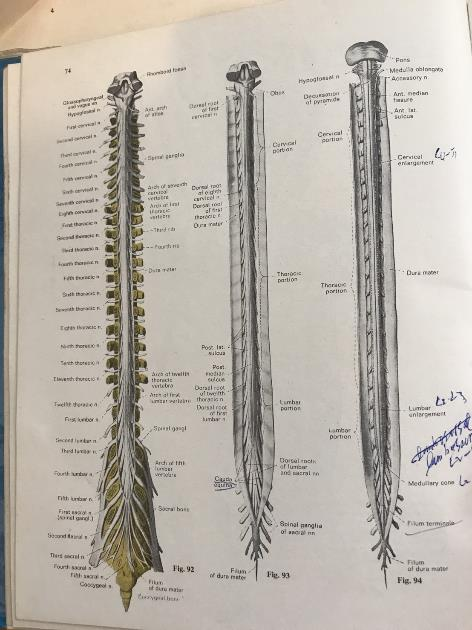 4
74
Rhomboid fossa
Glossopharyngeal
and vagus nn
Hypoglossal n.
Ant. arch
of atlas
First cervical n.
Second cervical n.
Third cervical n.
Fourth cervical n.
Spinal ganglia
Fifth cervical n.
Sixth cervical n.
Seventh cervical n.
Eighth cervical n.
Arch of seventh
cervical
vertebra
Arch of first
thoracic
vertebra
First thoracic n.
Second thoracic n.
Third rib
Third thoracic n.
Fourth rib
Fourth thoracic n.
Dura mater
Fifth thoracic n.
Sixth thoracic n.
Seventh thoracic n.
Eighth thoracic n.
Ninth thoracic n.
Tenth thoracic n.
Eleventh thoracic n.
Arch of twelfth
thoracic
vertebra
Arch of first
lumbar vertebra
Twelfth thoracic n.
First lumbar n.
Spinal gangl
Second lumbar n.
Third lumbar n.
Arch of fifth
lumbar
vertebra
Fourth lumbar n.
Fifth lumbar n.
First sacral n.
(spinal gangl.)
Sacral bone
Second sacral n.
Third sacral n.
Fourth sacral n.
Fifth sacral n.
Coccygeal n.
Fig. 92
Filum
of dura mater
Coccygeal bone
Dorsal root
of first
cervical n.
Obex
Cervical
portion
Dorsal root
of eighth
cervical n.
Dorsal root
of first
thoracic n.
Dura mater
Thoracic
portion
Post. lat.
sulcus
Post.
median
sulcus
Dorsal root
of twelfth
thoracic n.
Dorsal root
of first
lumbar n.
Lumbar
portion
Dorsal roots
of lumbar
and sacral nn
Cauda
equina
Spinal ganglia
of sacral nn
Filum
of dura mater
Fig. 93
Pons
Medulla oblongata
Accessory n.
Hypoglossal n.
Decussation
of pyramids
Ant. median
fissure
Ant. lat.
sulcus
Cervical
portion
Cervical
enlargement
Dura mater
Thoracic
portion
Lumbar
enlargement
Lumbar
portion
Medullary cone
Filum terminale
Filum
of dura mater
Fig. 94